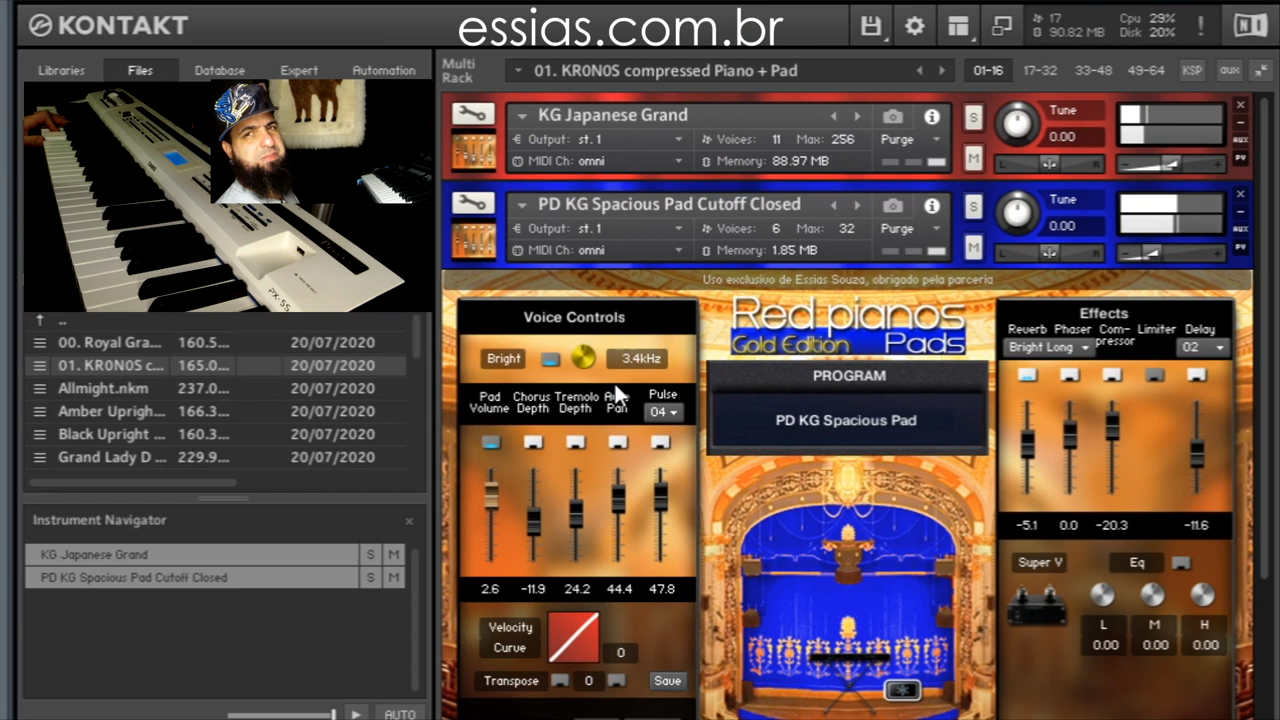 essias.com.br
KONTAKT
17
90.82 MB
Cpu 29%
Disk 20%
!
Libraries
Files
Database
Expert
Automation
Multi
Rack
01. KR0N0S compressed Piano + Pad
01-16
17-32
33-48
49-64
KSP
aux
KG Japanese Grand
Output: st. 1
Voices: 11 Max: 256
Purge
MIDI Ch: omni
Memory: 88.97 MB
S
M
Tune
0.00
L R
AUX
PV
PD KG Spacious Pad Cutoff Closed
Output: st. 1
Voices: 6 Max: 32
Purge
MIDI Ch: omni
Memory: 1.85 MB
S
M
Tune
0.00
L R
AUX
PV
PX-5S
..
00. Royal Gra... 160.5... 20/07/2020
01. KR0N0S c... 165.0... 20/07/2020
Allmight.nkm 237.0... 20/07/2020
Amber Uprigh... 166.3... 20/07/2020
Black Upright ... 160.3... 20/07/2020
Grand Lady D ... 229.9... 20/07/2020
Instrument Navigator
KG Japanese Grand S M
PD KG Spacious Pad Cutoff Closed S M
AUTO
Uso exclusivo de Essias Souza, obrigado pela parceria
Voice Controls
Bright
3.4kHz
Pad
Volume
Chorus
Depth
Tremolo
Depth
Pan
Pulse
04
2.6 -11.9 24.2 44.4 47.8
Velocity
Curve
0
Transpose
0
Save
Red pianos
Gold Edition Pads
PROGRAM
PD KG Spacious Pad
Effects
Reverb Phaser Com-
pressor Limiter Delay
Bright Long
02
-5.1 0.0 -20.3 -11.6
Super V
Eq
L M H
0.00 0.00 0.00